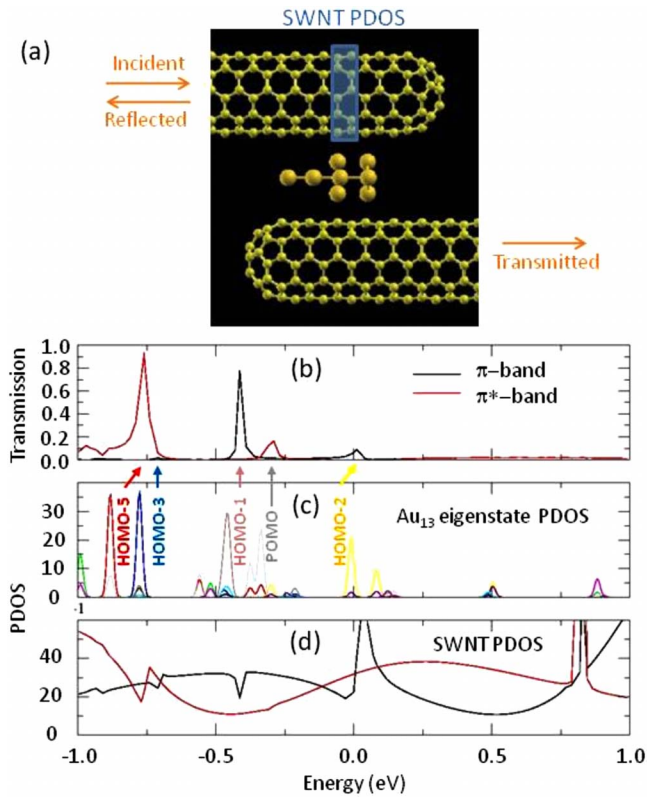 SWNT PDOS
(a)
Incident
Reflected
Transmitted
Transmission
1.0
0.8
0.6
0.4
0.2
0
(b)
π−band
π*−band
PDOS
40
30
20
10
0
(c)
Au13 eigenstate PDOS
HOMO-5
HOMO-3
HOMO-1
POMO
HOMO-2
-1
(d)
SWNT PDOS
40
20
0
-1.0
-0.5
0.0
0.5
1.0
Energy (eV)